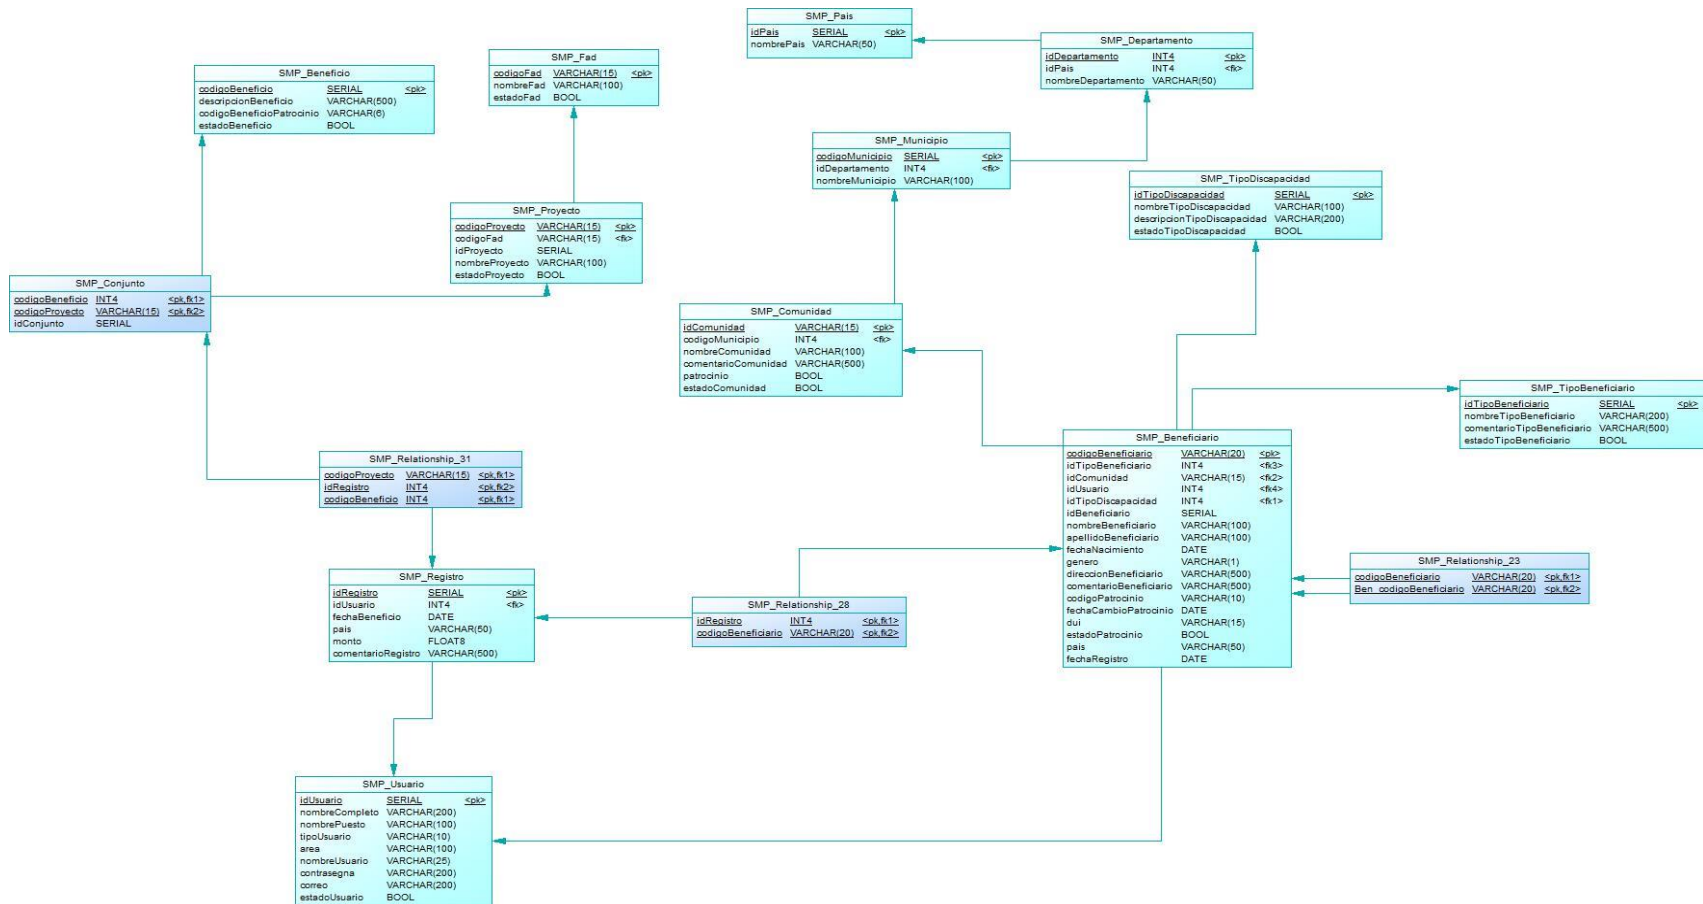 SMP_Pais
idPais SERIAL <pk>
nombrePais VARCHAR(50)
SMP_Departamento
idDepartamento INT4 <pk>
idPais INT4 <fk>
nombreDepartamento VARCHAR(50)
SMP_Fad
codigoFad VARCHAR(15) <pk>
nombreFad VARCHAR(100)
estadoFad BOOL
SMP_Beneficio
codigoBeneficio SERIAL <pk>
descripcionBeneficio VARCHAR(500)
codigoBeneficioPatrocinio VARCHAR(6)
estadoBeneficio BOOL
SMP_Municipio
codigoMunicipio SERIAL <pk>
idDepartamento INT4 <fk>
nombreMunicipio VARCHAR(100)
SMP_TipoDiscapacidad
idTipoDiscapacidad SERIAL <pk>
nombreTipoDiscapacidad VARCHAR(100)
descripcionTipoDiscapacidad VARCHAR(200)
estadoTipoDiscapacidad BOOL
SMP_Proyecto
codigoProyecto VARCHAR(15) <pk>
codigoFad VARCHAR(15) <fk>
idProyecto SERIAL
nombreProyecto VARCHAR(100)
estadoProyecto BOOL
SMP_Conjunto
codigoBeneficio INT4 <pk,fk1>
codigoProyecto VARCHAR(15) <pk,fk2>
idConjunto SERIAL
SMP_Comunidad
idComunidad VARCHAR(15) <pk>
codigoMunicipio INT4 <fk>
nombreComunidad VARCHAR(100)
comentarioComunidad VARCHAR(500)
patrocinio BOOL
estadoComunidad BOOL
SMP_TipoBeneficiario
idTipoBeneficiario SERIAL <pk>
nombreTipoBeneficiario VARCHAR(200)
comentarioTipoBeneficiario VARCHAR(500)
estadoTipoBeneficiario BOOL
SMP_Beneficiario
codigoBeneficiario VARCHAR(20) <pk>
idTipoBeneficiario INT4 <fk3>
idComunidad VARCHAR(15) <fk2>
idUsuario INT4 <fk4>
idTipoDiscapacidad INT4 <fk1>
idBeneficiario SERIAL
nombreBeneficiario VARCHAR(100)
apellidoBeneficiario VARCHAR(100)
fechaNacimiento DATE
genero VARCHAR(1)
direccionBeneficiario VARCHAR(500)
comentarioBeneficiario VARCHAR(500)
codigoPatrocinio VARCHAR(10)
fechaCambioPatrocinio DATE
dui VARCHAR(15)
estadoPatrocinio BOOL
pais VARCHAR(50)
fechaRegistro DATE
SMP_Relationship_31
codigoProyecto VARCHAR(15) <pk,fk1>
idRegistro INT4 <pk,fk2>
codigoBeneficio INT4 <pk,fk1>
SMP_Relationship_23
codigoBeneficiario VARCHAR(20) <pk,fk1>
Ben_codigoBeneficiario VARCHAR(20) <pk,fk2>
SMP_Registro
idRegistro SERIAL <pk>
idUsuario INT4 <fk>
fechaBeneficio DATE
pais VARCHAR(50)
monto FLOAT8
comentarioRegistro VARCHAR(500)
SMP_Relationship_28
idRegistro INT4 <pk,fk1>
codigoBeneficiario VARCHAR(20) <pk,fk2>
SMP_Usuario
idUsuario SERIAL <pk>
nombreCompleto VARCHAR(200)
nombrePuesto VARCHAR(100)
tipoUsuario VARCHAR(10)
area VARCHAR(100)
nombreUsuario VARCHAR(25)
contrasegna VARCHAR(200)
correo VARCHAR(200)
estadoUsuario BOOL